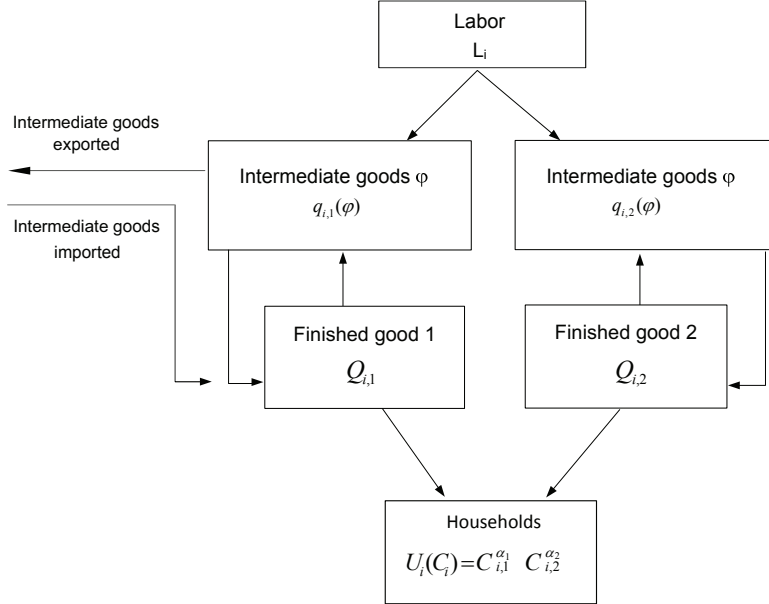 Labor
Lᵢ
Intermediate goods
exported
Intermediate goods φ
q_{i,1}(φ)
Intermediate goods φ
q_{i,2}(φ)
Intermediate goods
imported
Finished good 1
Q_{i,1}
Finished good 2
Q_{i,2}
Households
U_i(C_i)=C_{i,1}^{α_1} C_{i,2}^{α_2}